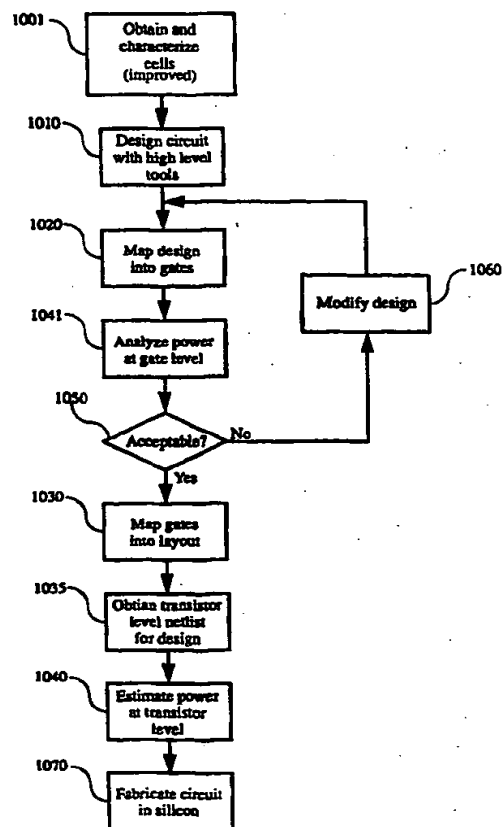 1001
Obtain and
characterize
cells
(improved)
1010
Design circuit
with high level
tools
1020
Map design
into gates
1060
Modify design
1041
Analyze power
at gate level
1050
Acceptable?
No
Yes
1030
Map gates
into layout
1035
Obtian transistor
level netlist
for design
1040
Estimate power
at transistor
level
1070
Fabricate circuit
in silicon